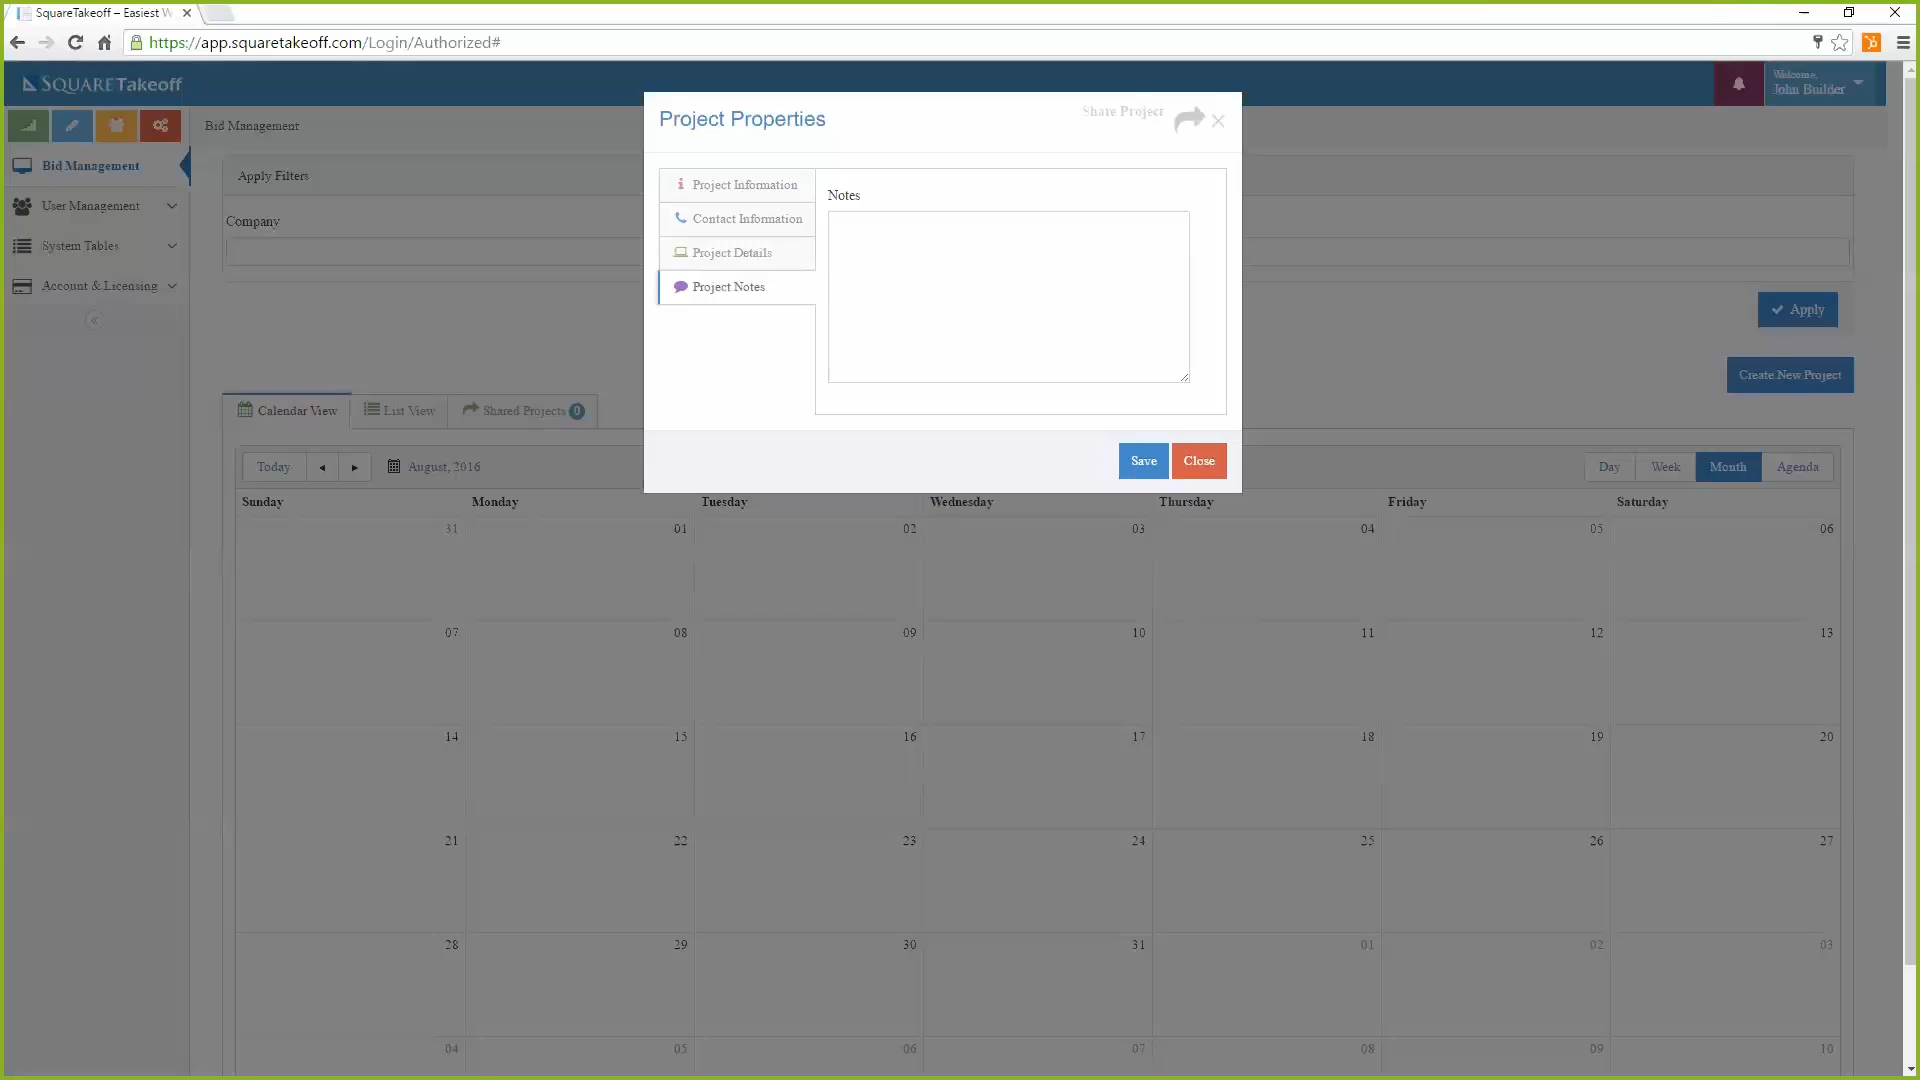 SquareTakeoff – Easiest W
https://app.squaretakeoff.com/Login/Authorized#
SQUARETakeoff
Welcome,
John Builder
Bid Management
Bid Management
User Management
System Tables
Account & Licensing
Apply Filters
Company
Apply
Create New Project
Project Properties
Share Project
Project Information
Contact Information
Project Details
Project Notes
Notes
Save
Close
Calendar View
List View
Shared Projects 0
Today
August, 2016
Day
Week
Month
Agenda
Sunday Monday Tuesday Wednesday Thursday Friday Saturday
31 01 02 03 04 05 06
07 08 09 10 11 12 13
14 15 16 17 18 19 20
21 22 23 24 25 26 27
28 29 30 31 01 02 03
04 05 06 07 08 09 10